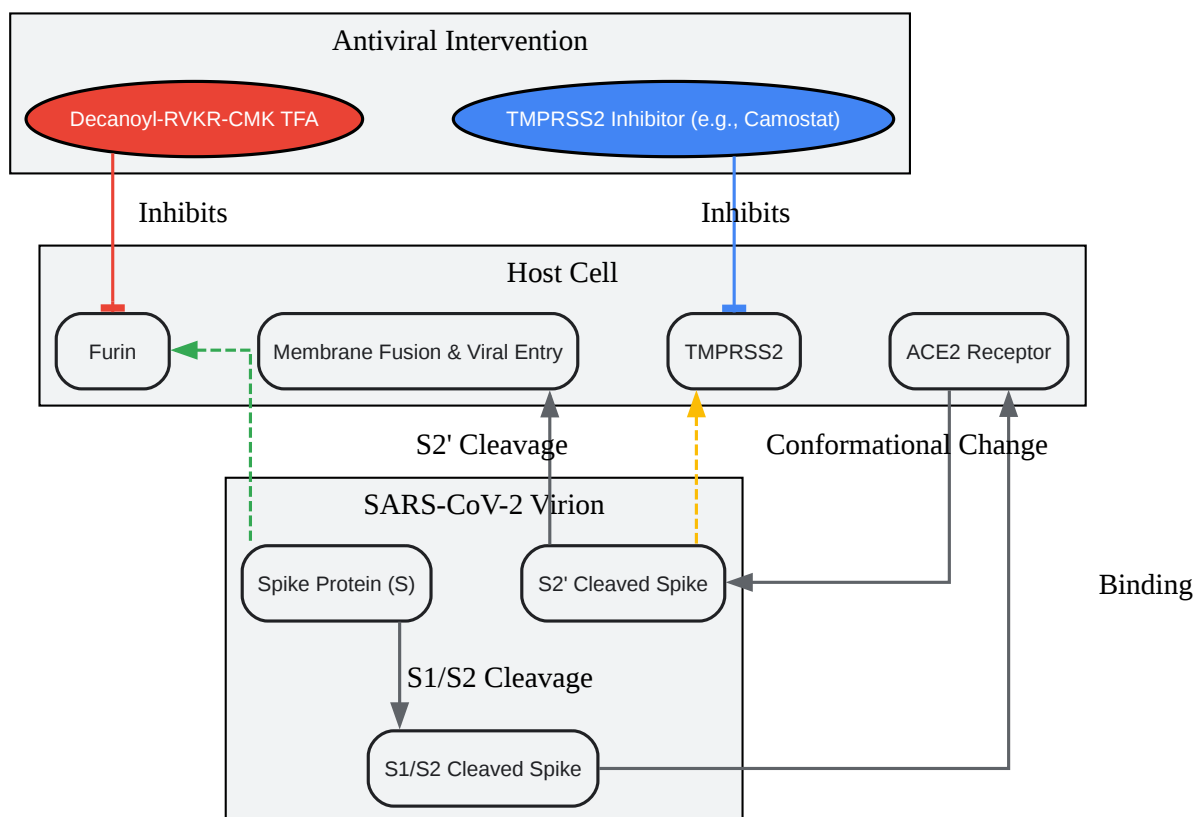 Antiviral Intervention
Decanoyl-RVKR-CMK TFA
TMPRSS2 Inhibitor (e.g., Camostat)
Inhibits
Inhibits
Host Cell
Furin
Membrane Fusion & Viral Entry
TMPRSS2
ACE2 Receptor
S2' Cleavage
Conformational Change
SARS-CoV-2 Virion
Spike Protein (S)
S2' Cleaved Spike
Binding
S1/S2 Cleavage
S1/S2 Cleaved Spike